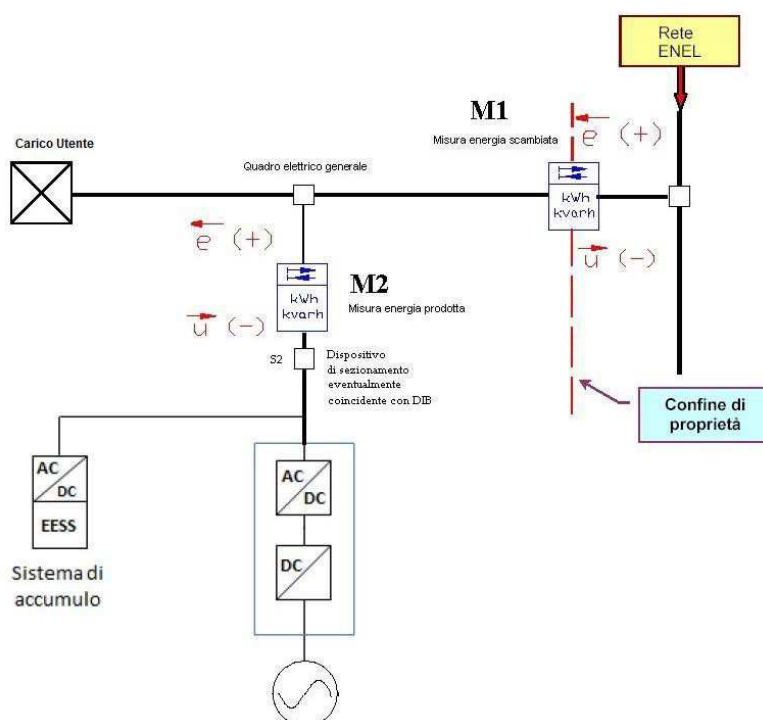 Rete
ENEL
M1
Misura energia scambiata
e (+)
Carico Utente
Quadro elettrico generale
kWh
kvarh
e (+)
u (-)
M2
Misura energia prodotta
kWh
kvarh
u (-)
S2
Dispositivo
di sezionamento
eventualmente
coincidente con DIB
Confine di
proprietà
AC
DC
EESS
AC
DC
DC
Sistema di
accumulo